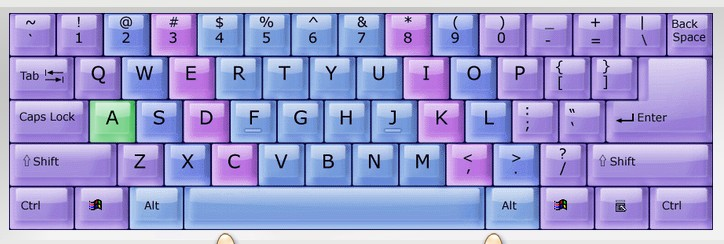 ~ ! @ # $ % ^ & * ( ) _ + | Back
` 1 2 3 4 5 6 7 8 9 0 - = \ Space
Tab Q W E R T Y U I O P { [ } ]
Caps Lock A S D F G H J K L : ; " ' Enter
Shift Z X C V B N M < , > . ? / Shift
Ctrl Alt Alt Ctrl